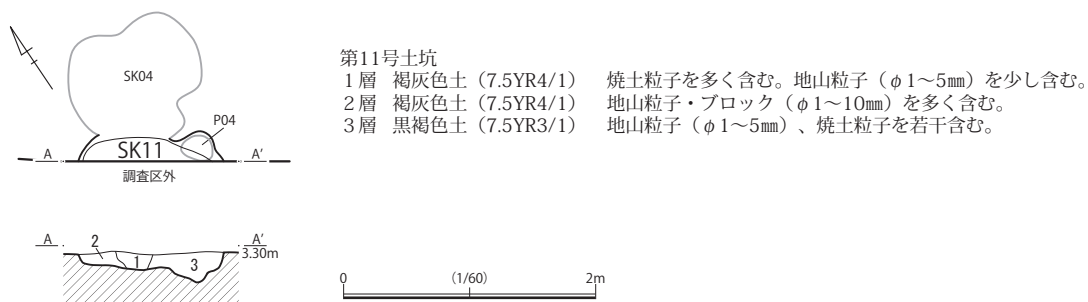 SK04
P04
SK11
A A'
調査区外
第11号土坑
1層 褐灰色土（7.5YR4/1） 焼土粒子を多く含む。地山粒子（φ1～5㎜）を少し含む。
2層 褐灰色土（7.5YR4/1） 地山粒子・ブロック（φ1～10㎜）を多く含む。
3層 黒褐色土（7.5YR3/1） 地山粒子（φ1～5㎜）、焼土粒子を若干含む。
A A'
3.30m
2
1
3
0 (1/60) 2m